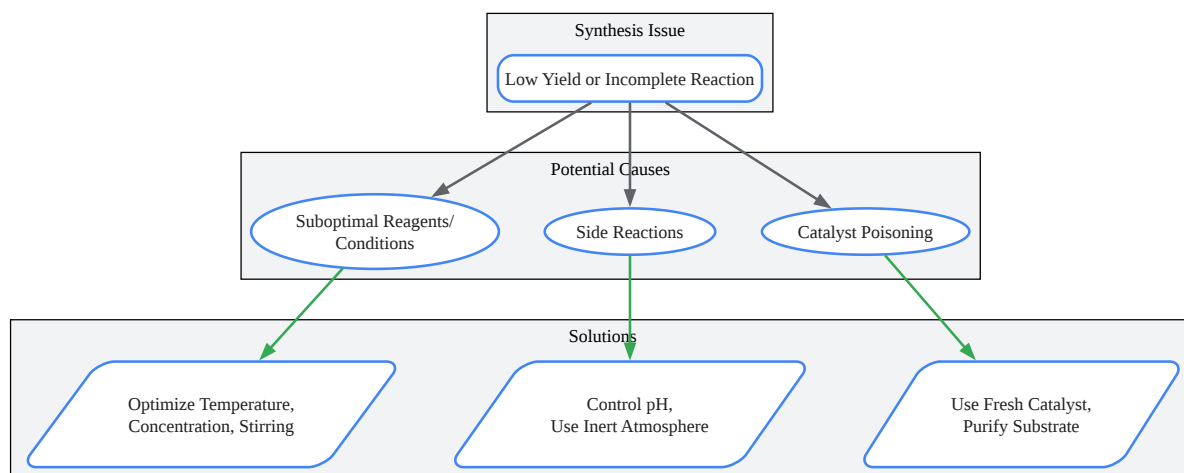 Synthesis Issue
Low Yield or Incomplete Reaction
Potential Causes
Suboptimal Reagents/
Conditions
Side Reactions
Catalyst Poisoning
Solutions
Optimize Temperature,
Concentration, Stirring
Control pH,
Use Inert Atmosphere
Use Fresh Catalyst,
Purify Substrate